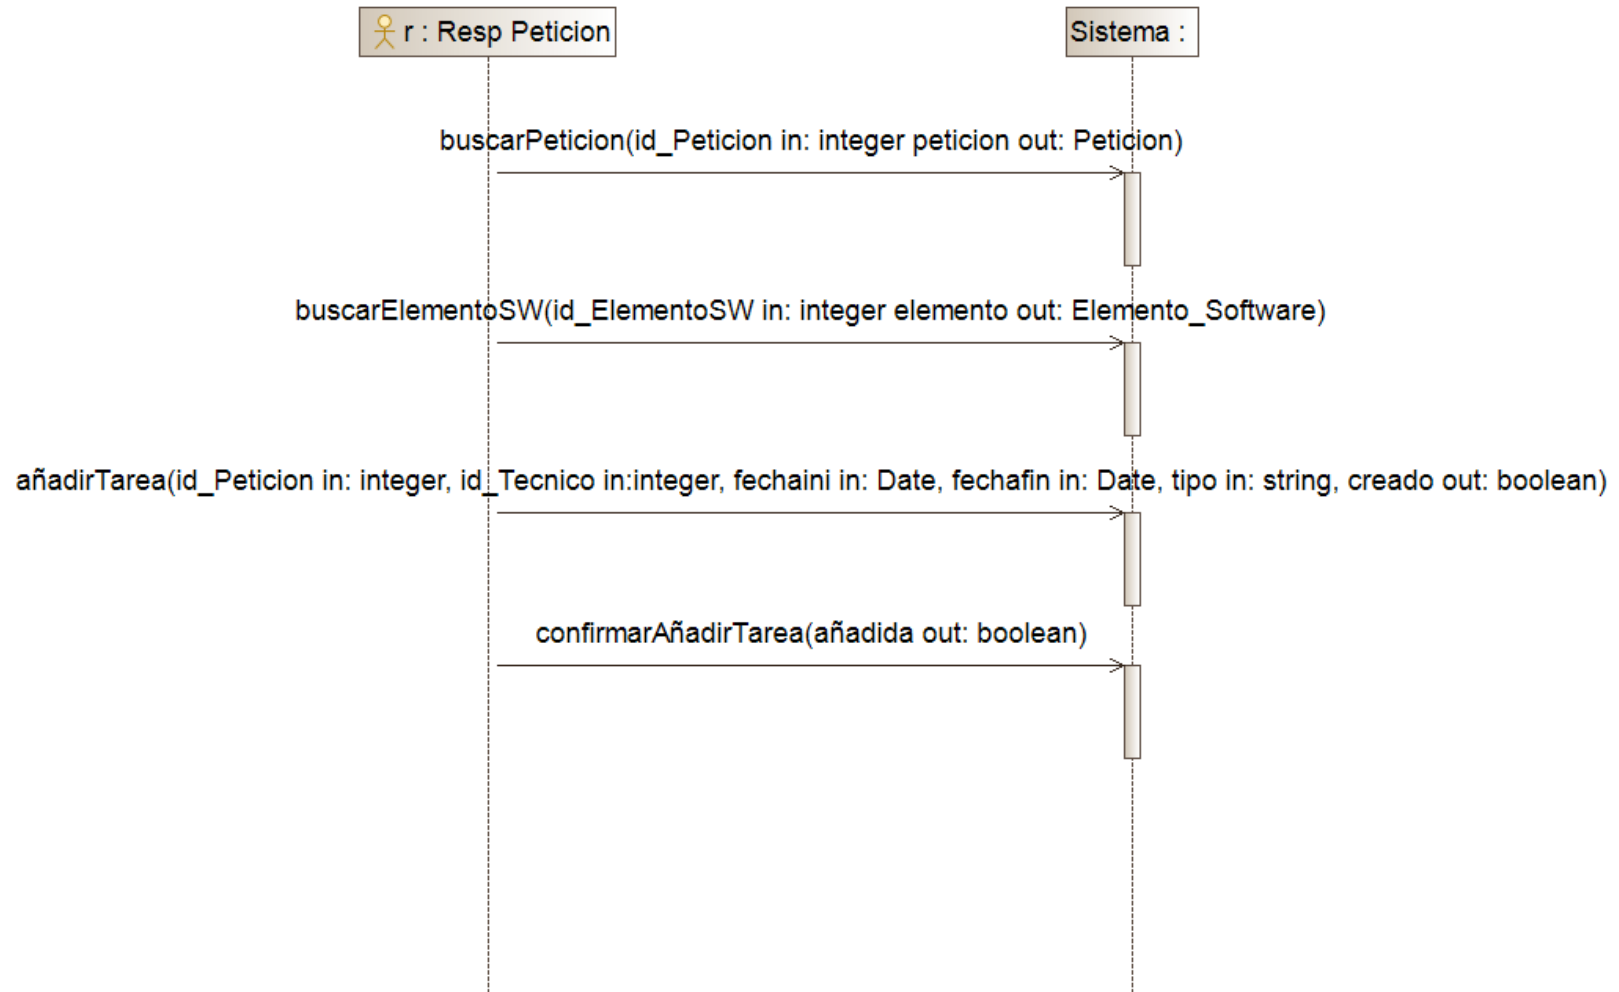 r : Resp Peticion
Sistema :
buscarPeticion(id_Peticion in: integer peticion out: Peticion)
buscarElementoSW(id_ElementoSW in: integer elemento out: Elemento_Software)
añadirTarea(id_Peticion in: integer, id_Tecnico in:integer, fechaini in: Date, fechafin in: Date, tipo in: string, creado out: boolean)
confirmarAñadirTarea(añadida out: boolean)